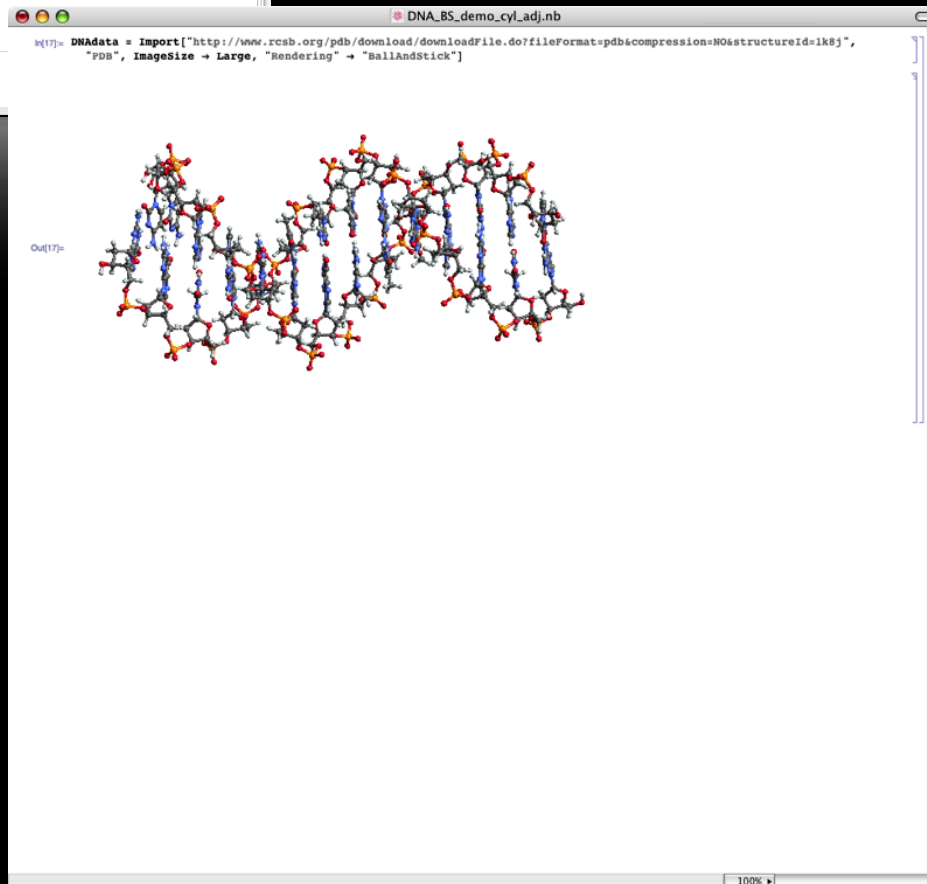 DNA_BS_demo_cyl_adj.nb
In[17]:= DNAdata = Import["http://www.rcsb.org/pdb/download/downloadFile.do?fileFormat=pdb&compression=NO&structureId=1k8j",
"PDB", ImageSize → Large, "Rendering" → "BallAndStick"]
Out[17]=
100%